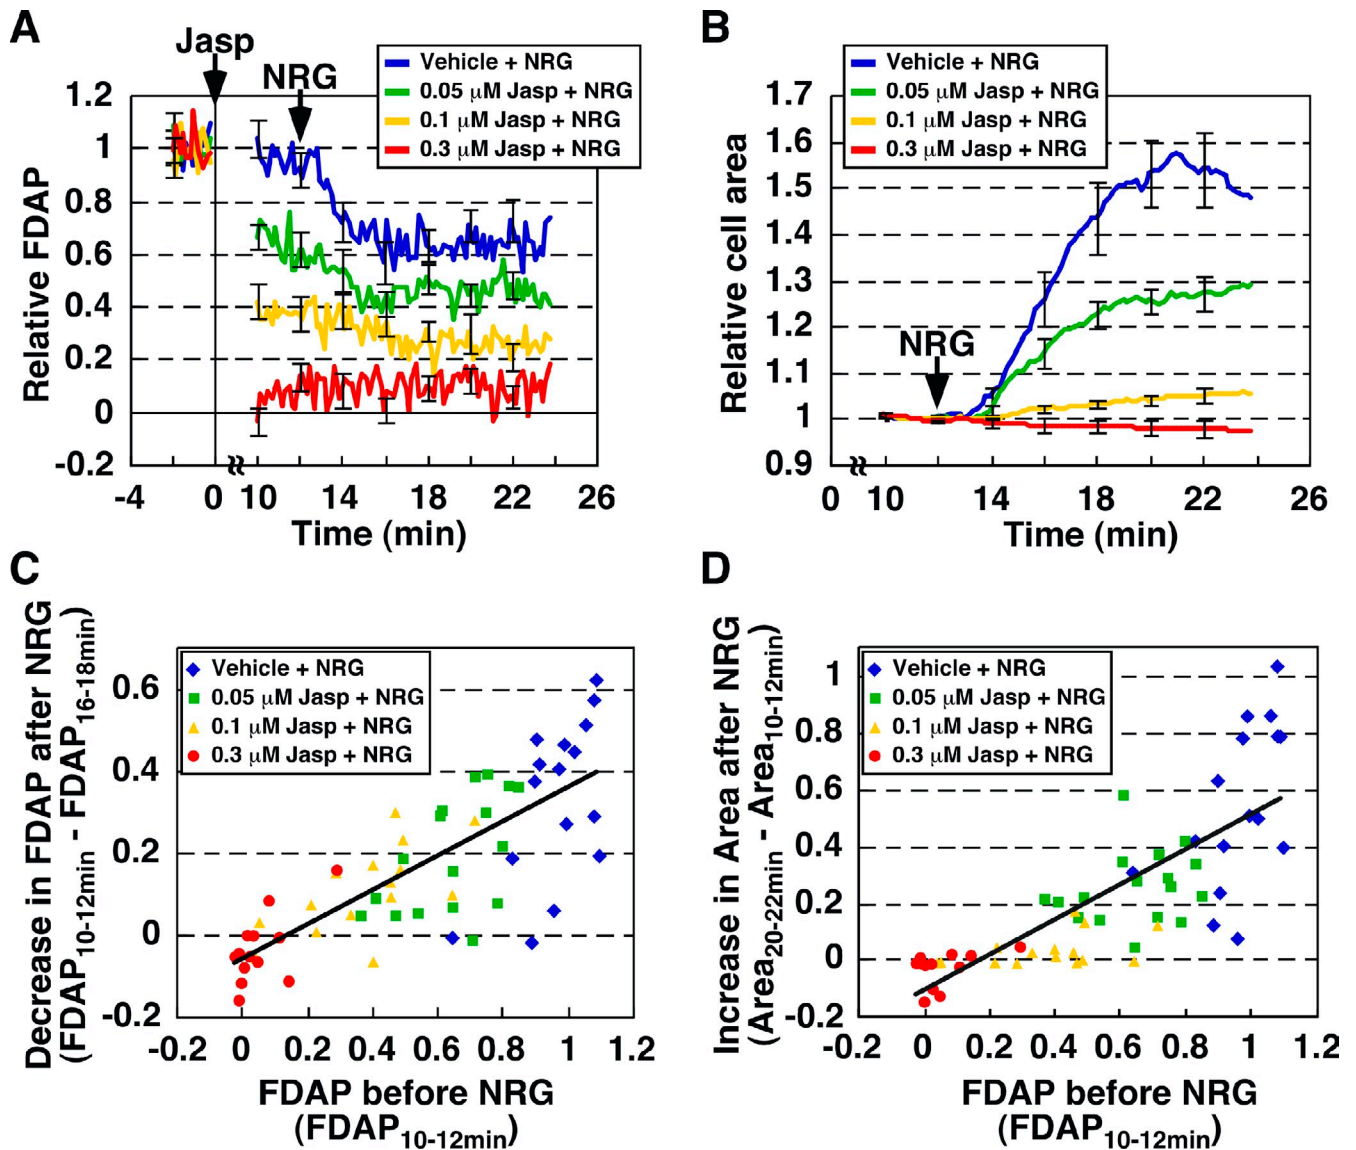 A
Jasp
NRG
Vehicle + NRG
0.05 μM Jasp + NRG
0.1 μM Jasp + NRG
0.3 μM Jasp + NRG
Relative FDAP
1.2
1
0.8
0.6
0.4
0.2
0
-0.2
-4 0 10 14 18 22 26
Time (min)
B
Vehicle + NRG
0.05 μM Jasp + NRG
0.1 μM Jasp + NRG
0.3 μM Jasp + NRG
NRG
Relative cell area
1.7
1.6
1.5
1.4
1.3
1.2
1.1
1
0.9
0 10 14 18 22 26
Time (min)
C
Vehicle + NRG
0.05 μM Jasp + NRG
0.1 μM Jasp + NRG
0.3 μM Jasp + NRG
Decrease in FDAP after NRG
(FDAP10-12min - FDAP16-18min)
0.6
0.4
0.2
0
-0.2
-0.2 0 0.2 0.4 0.6 0.8 1 1.2
FDAP before NRG
(FDAP10-12min)
D
Vehicle + NRG
0.05 μM Jasp + NRG
0.1 μM Jasp + NRG
0.3 μM Jasp + NRG
Increase in Area after NRG
(Area20-22min - Area10-12min)
1
0.8
0.6
0.4
0.2
0
-0.2
-0.2 0 0.2 0.4 0.6 0.8 1 1.2
FDAP before NRG
(FDAP10-12min)